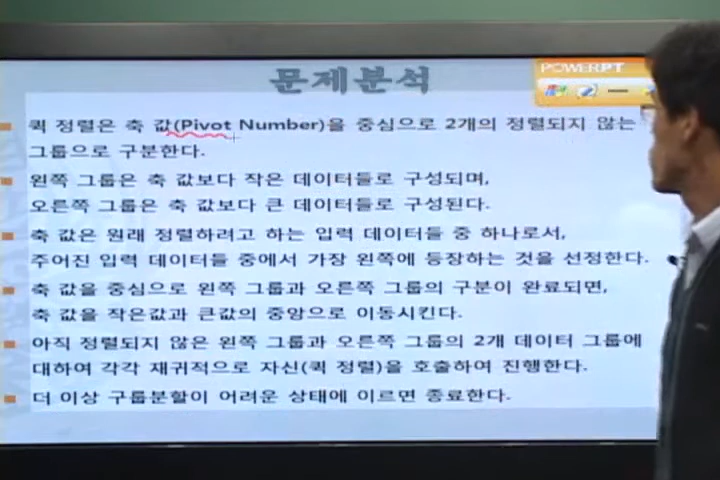 문제분석
POWERPT
퀵 정렬은 축 값(Pivot Number)을 중심으로 2개의 정렬되지 않는
그룹으로 구분한다.
왼쪽 그룹은 축 값보다 작은 데이터들로 구성되며,
오른쪽 그룹은 축 값보다 큰 데이터들로 구성된다.
축 값은 원래 정렬하려고 하는 입력 데이터들 중 하나로서,
주어진 입력 데이터들 중에서 가장 왼쪽에 등장하는 것을 선정한다.
축 값을 중심으로 왼쪽 그룹과 오른쪽 그룹의 구분이 완료되면,
축 값을 작은값과 큰값의 중앙으로 이동시킨다.
아직 정렬되지 않은 왼쪽 그룹과 오른쪽 그룹의 2개 데이터 그룹에
대하여 각각 재귀적으로 자신(퀵 정렬)을 호출하여 진행한다.
더 이상 구룹분할이 어려운 상태에 이르면 종료한다.